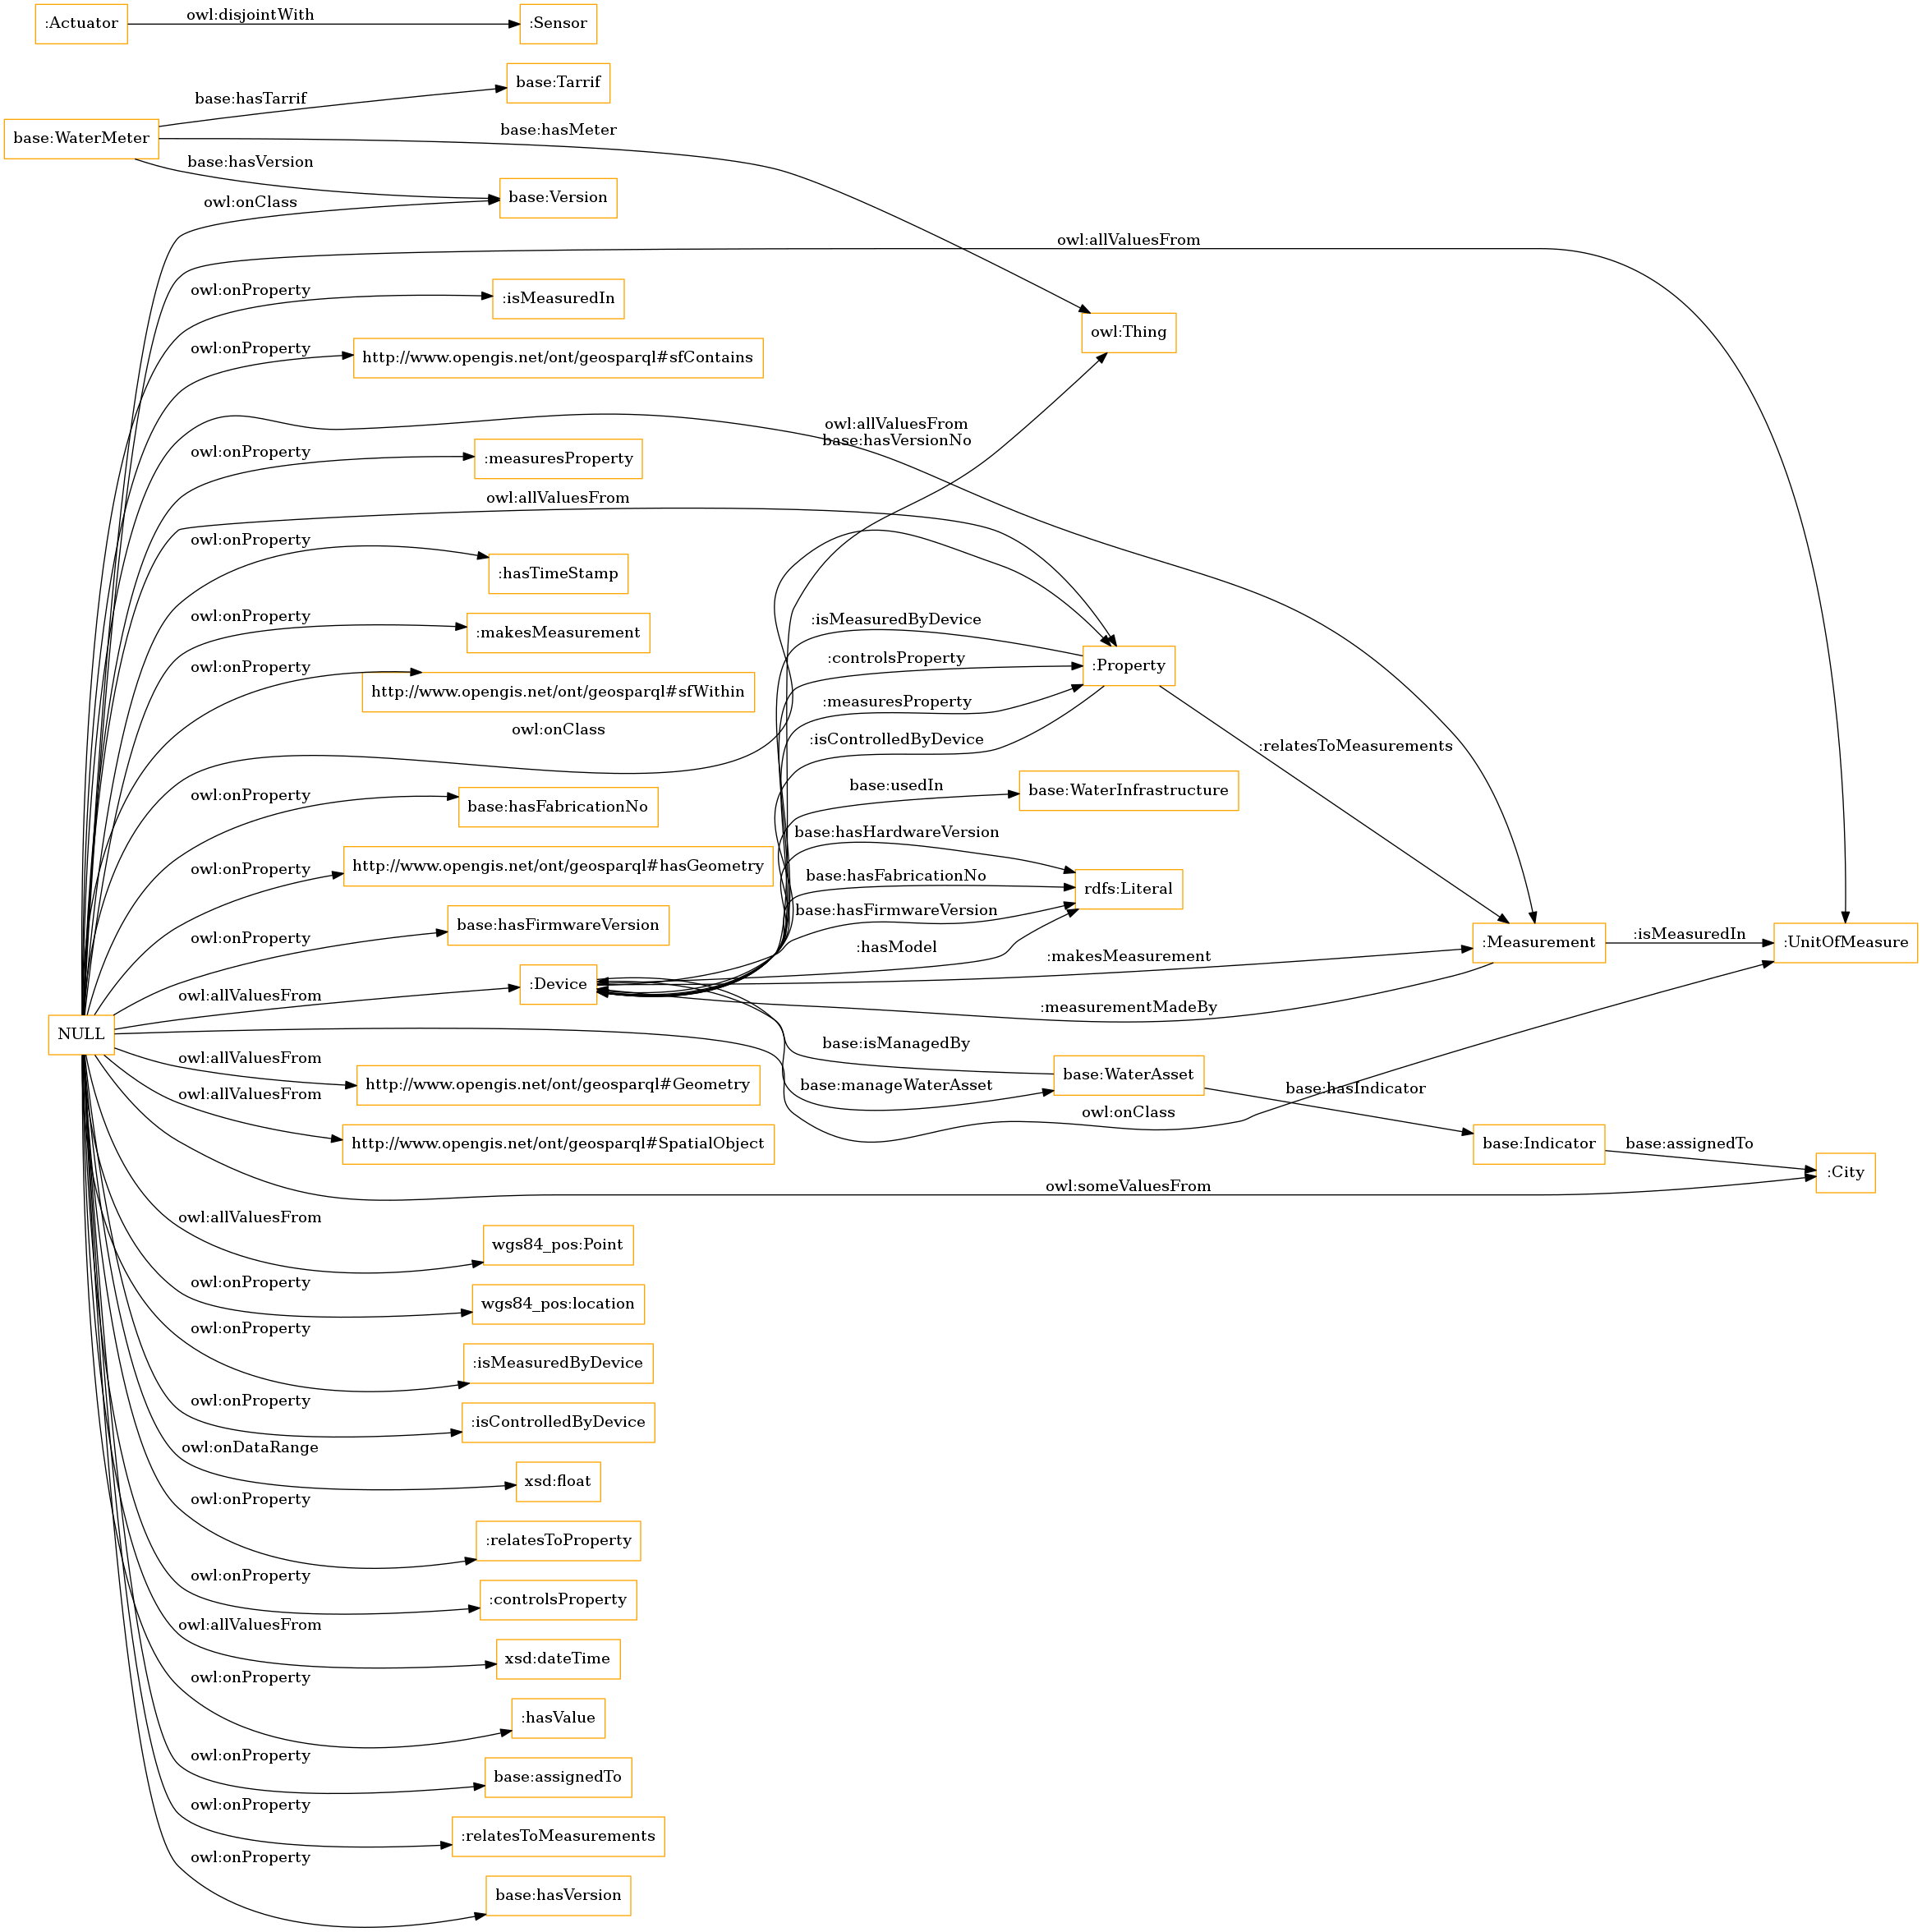 :Actuator
owl:disjointWith
:Sensor
base:Tarrif
base:hasTarrif
base:WaterMeter
base:hasMeter
base:hasVersion
base:Version
owl:onClass
owl:allValuesFrom
owl:onProperty
:isMeasuredIn
owl:Thing
owl:onProperty
http://www.opengis.net/ont/geosparql#sfContains
owl:allValuesFrom
base:hasVersionNo
owl:onProperty
:measuresProperty
owl:allValuesFrom
owl:onProperty
:hasTimeStamp
owl:onProperty
:makesMeasurement
:isMeasuredByDevice
owl:onProperty
http://www.opengis.net/ont/geosparql#sfWithin
:controlsProperty
:Property
:measuresProperty
owl:onClass
:isControlledByDevice
:relatesToMeasurements
owl:onProperty
base:hasFabricationNo
base:usedIn
base:WaterInfrastructure
base:hasHardwareVersion
owl:onProperty
http://www.opengis.net/ont/geosparql#hasGeometry
base:hasFabricationNo
rdfs:Literal
base:hasFirmwareVersion
owl:onProperty
base:hasFirmwareVersion
:hasModel
:Measurement
:isMeasuredIn
:UnitOfMeasure
:makesMeasurement
owl:allValuesFrom
:Device
:measurementMadeBy
NULL
base:isManagedBy
owl:allValuesFrom
http://www.opengis.net/ont/geosparql#Geometry
base:manageWaterAsset
base:WaterAsset
base:hasIndicator
owl:allValuesFrom
http://www.opengis.net/ont/geosparql#SpatialObject
owl:onClass
base:Indicator
base:assignedTo
:City
owl:someValuesFrom
owl:allValuesFrom
wgs84_pos:Point
owl:onProperty
wgs84_pos:location
owl:onProperty
:isMeasuredByDevice
owl:onProperty
:isControlledByDevice
owl:onDataRange
xsd:float
owl:onProperty
:relatesToProperty
owl:onProperty
:controlsProperty
owl:allValuesFrom
xsd:dateTime
owl:onProperty
:hasValue
owl:onProperty
base:assignedTo
owl:onProperty
:relatesToMeasurements
owl:onProperty
base:hasVersion